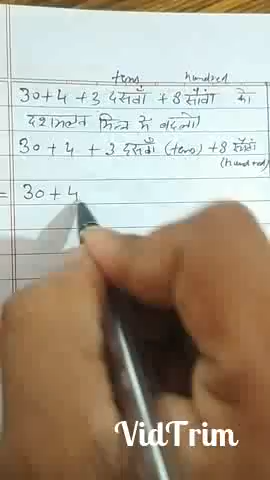 tens hundred
30+4+3 दसवाँ +8 सौवां को
दशमलव भिन्न में बदलो।
30 + 4 + 3 दसवाँ (tens) +8 सौवां
(hundred)
= 30+4
VidTrim